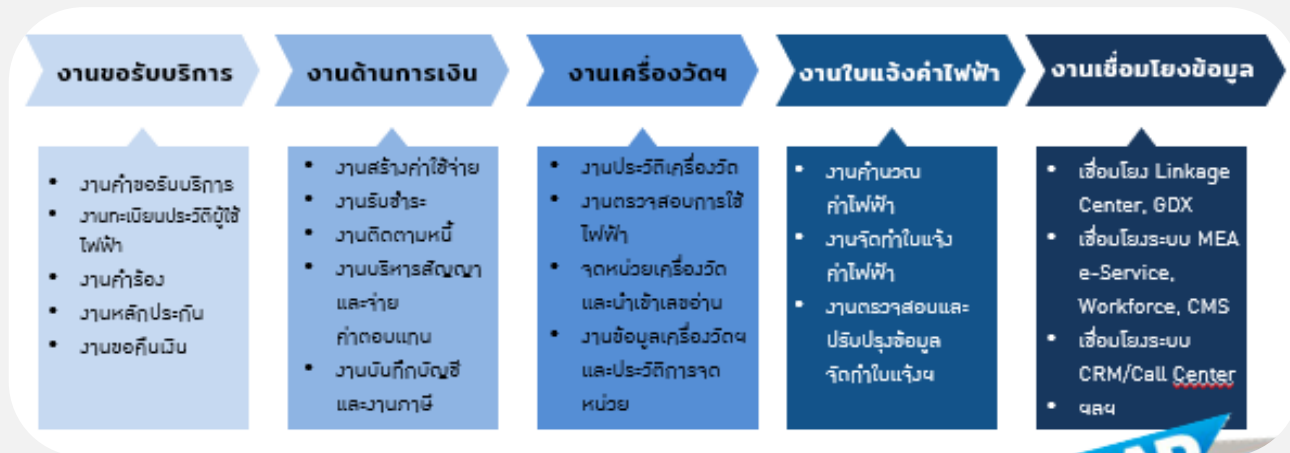 งานขอรับบริการ
งานด้านการเงิน
งานเครื่องวัดฯ
งานใบแจ้งค่าไฟฟ้า
งานเชื่อมโยงข้อมูล
• งานคำขอรับบริการ
• งานทะเบียนประวัติผู้ใช้
ไฟฟ้า
• งานคำร้อง
• งานหลักประกัน
• งานขอคืนเงิน
• งานสร้างค่าใช้จ่าย
• งานรับชำระ
• งานติดตามหนี้
• งานบริหารสัญญา
และจ่าย
ค่าตอบแทน
• งานบันทึกบัญชี
และงานภาษี
• งานประวัติเครื่องวัด
• งานตรวจสอบการใช้
ไฟฟ้า
• จดหน่วยเครื่องวัด
และนำเข้าเลขอ่าน
• งานข้อมูลเครื่องวัดฯ
และประวัติการจด
หน่วย
• งานคำนวณ
ค่าไฟฟ้า
• งานจัดทำใบแจ้ง
ค่าไฟฟ้า
• งานตรวจสอบและ
ปรับปรุงข้อมูล
จัดทำใบแจ้งฯ
• เชื่อมโยง Linkage
Center, GDX
• เชื่อมโยงระบบ MEA
e-Service,
Workforce, CMS
• เชื่อมโยงระบบ
CRM/Call Center
• ฯลฯ